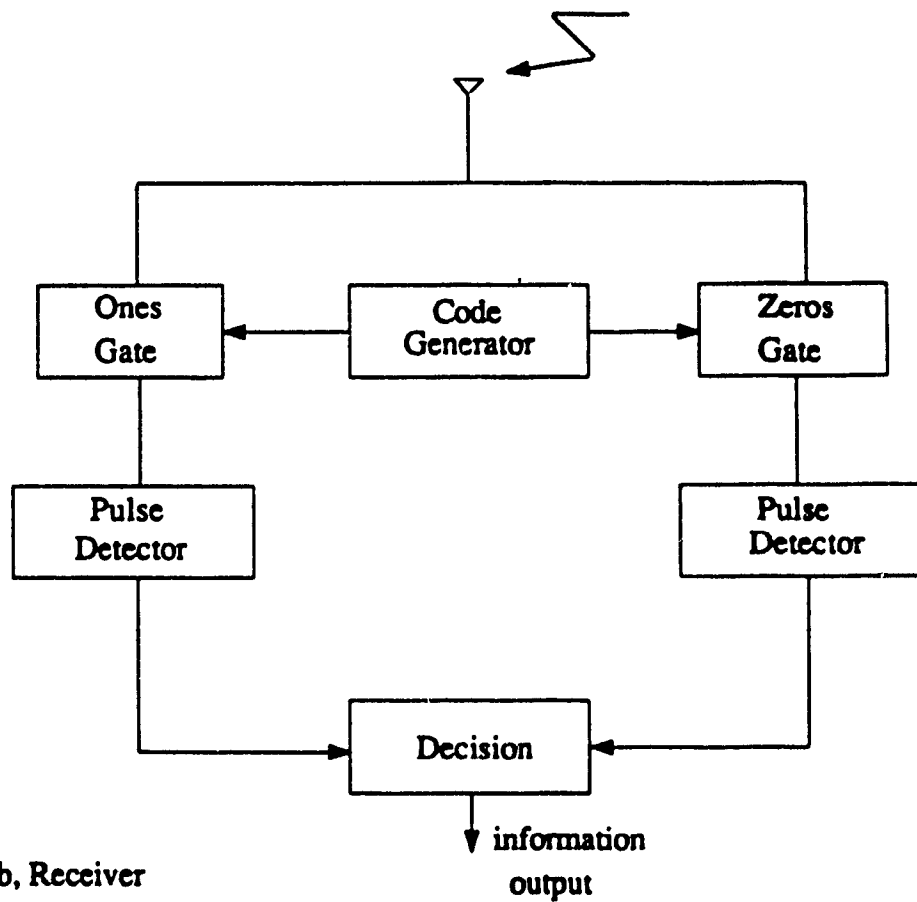 Ones
Gate
Code
Generator
Zeros
Gate
Pulse
Detector
Pulse
Detector
Decision
information
output
b, Receiver